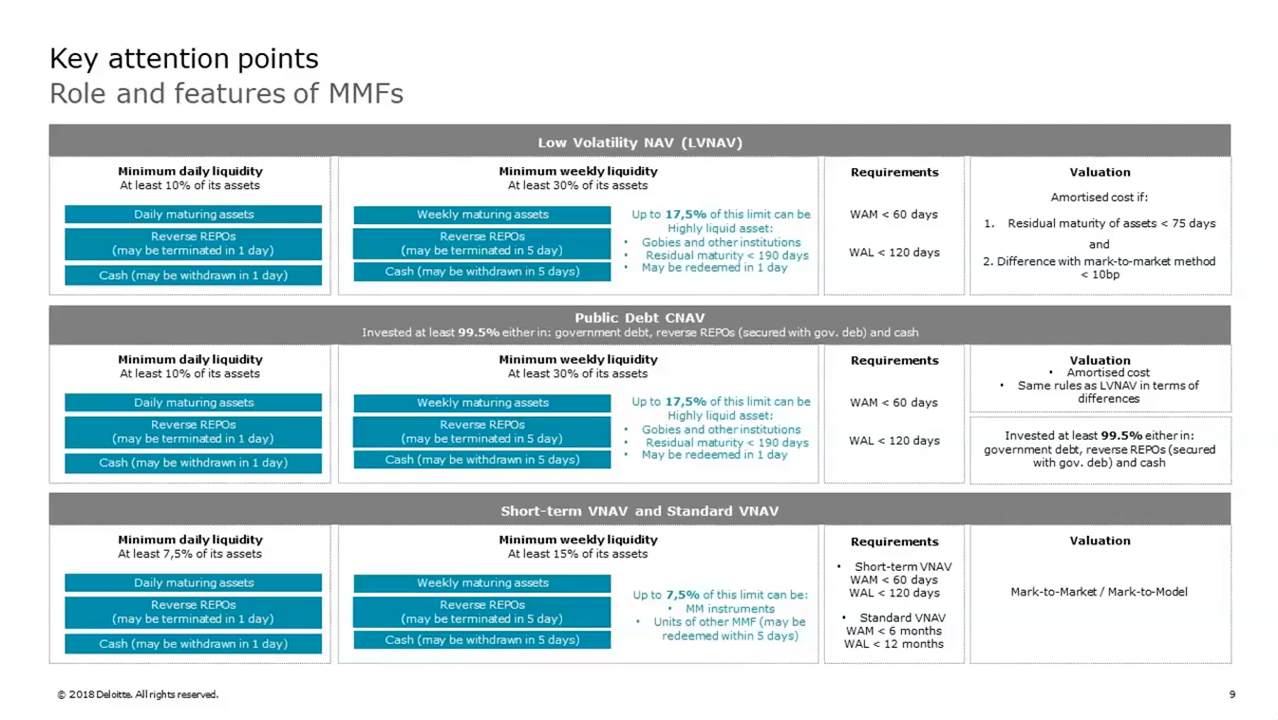 Key attention points
Role and features of MMFs
Low Volatility NAV (LVNAV)
Minimum daily liquidity
At least 10% of its assets
Daily maturing assets
Reverse REPOs
(may be terminated in 1 day)
Cash (may be withdrawn in 1 day)
Minimum weekly liquidity
At least 30% of its assets
Weekly maturing assets
Reverse REPOs
(may be terminated in 5 day)
Cash (may be withdrawn in 5 days)
Up to 17,5% of this limit can be
Highly liquid asset:
• Gobies and other institutions
• Residual maturity < 190 days
• May be redeemed in 1 day
Requirements
WAM < 60 days
WAL < 120 days
Valuation
Amortised cost if:
1. Residual maturity of assets < 75 days
and
2. Difference with mark-to-market method
< 10bp
Public Debt CNAV
Invested at least 99.5% either in: government debt, reverse REPOs (secured with gov. deb) and cash
Minimum daily liquidity
At least 10% of its assets
Daily maturing assets
Reverse REPOs
(may be terminated in 1 day)
Cash (may be withdrawn in 1 day)
Minimum weekly liquidity
At least 30% of its assets
Weekly maturing assets
Reverse REPOs
(may be terminated in 5 day)
Cash (may be withdrawn in 5 days)
Up to 17,5% of this limit can be
Highly liquid asset:
• Gobies and other institutions
• Residual maturity < 190 days
• May be redeemed in 1 day
Requirements
WAM < 60 days
WAL < 120 days
Valuation
• Amortised cost
• Same rules as LVNAV in terms of
differences
Invested at least 99.5% either in:
government debt, reverse REPOs (secured
with gov. deb) and cash
Short-term VNAV and Standard VNAV
Minimum daily liquidity
At least 7,5% of its assets
Daily maturing assets
Reverse REPOs
(may be terminated in 1 day)
Cash (may be withdrawn in 1 day)
Minimum weekly liquidity
At least 15% of its assets
Weekly maturing assets
Reverse REPOs
(may be terminated in 5 day)
Cash (may be withdrawn in 5 days)
Up to 7,5% of this limit can be:
• MM instruments
• Units of other MMF (may be
redeemed within 5 days)
Requirements
• Short-term VNAV
WAM < 60 days
WAL < 120 days
• Standard VNAV
WAM < 6 months
WAL < 12 months
Valuation
Mark-to-Market / Mark-to-Model
© 2018 Deloitte. All rights reserved.
9